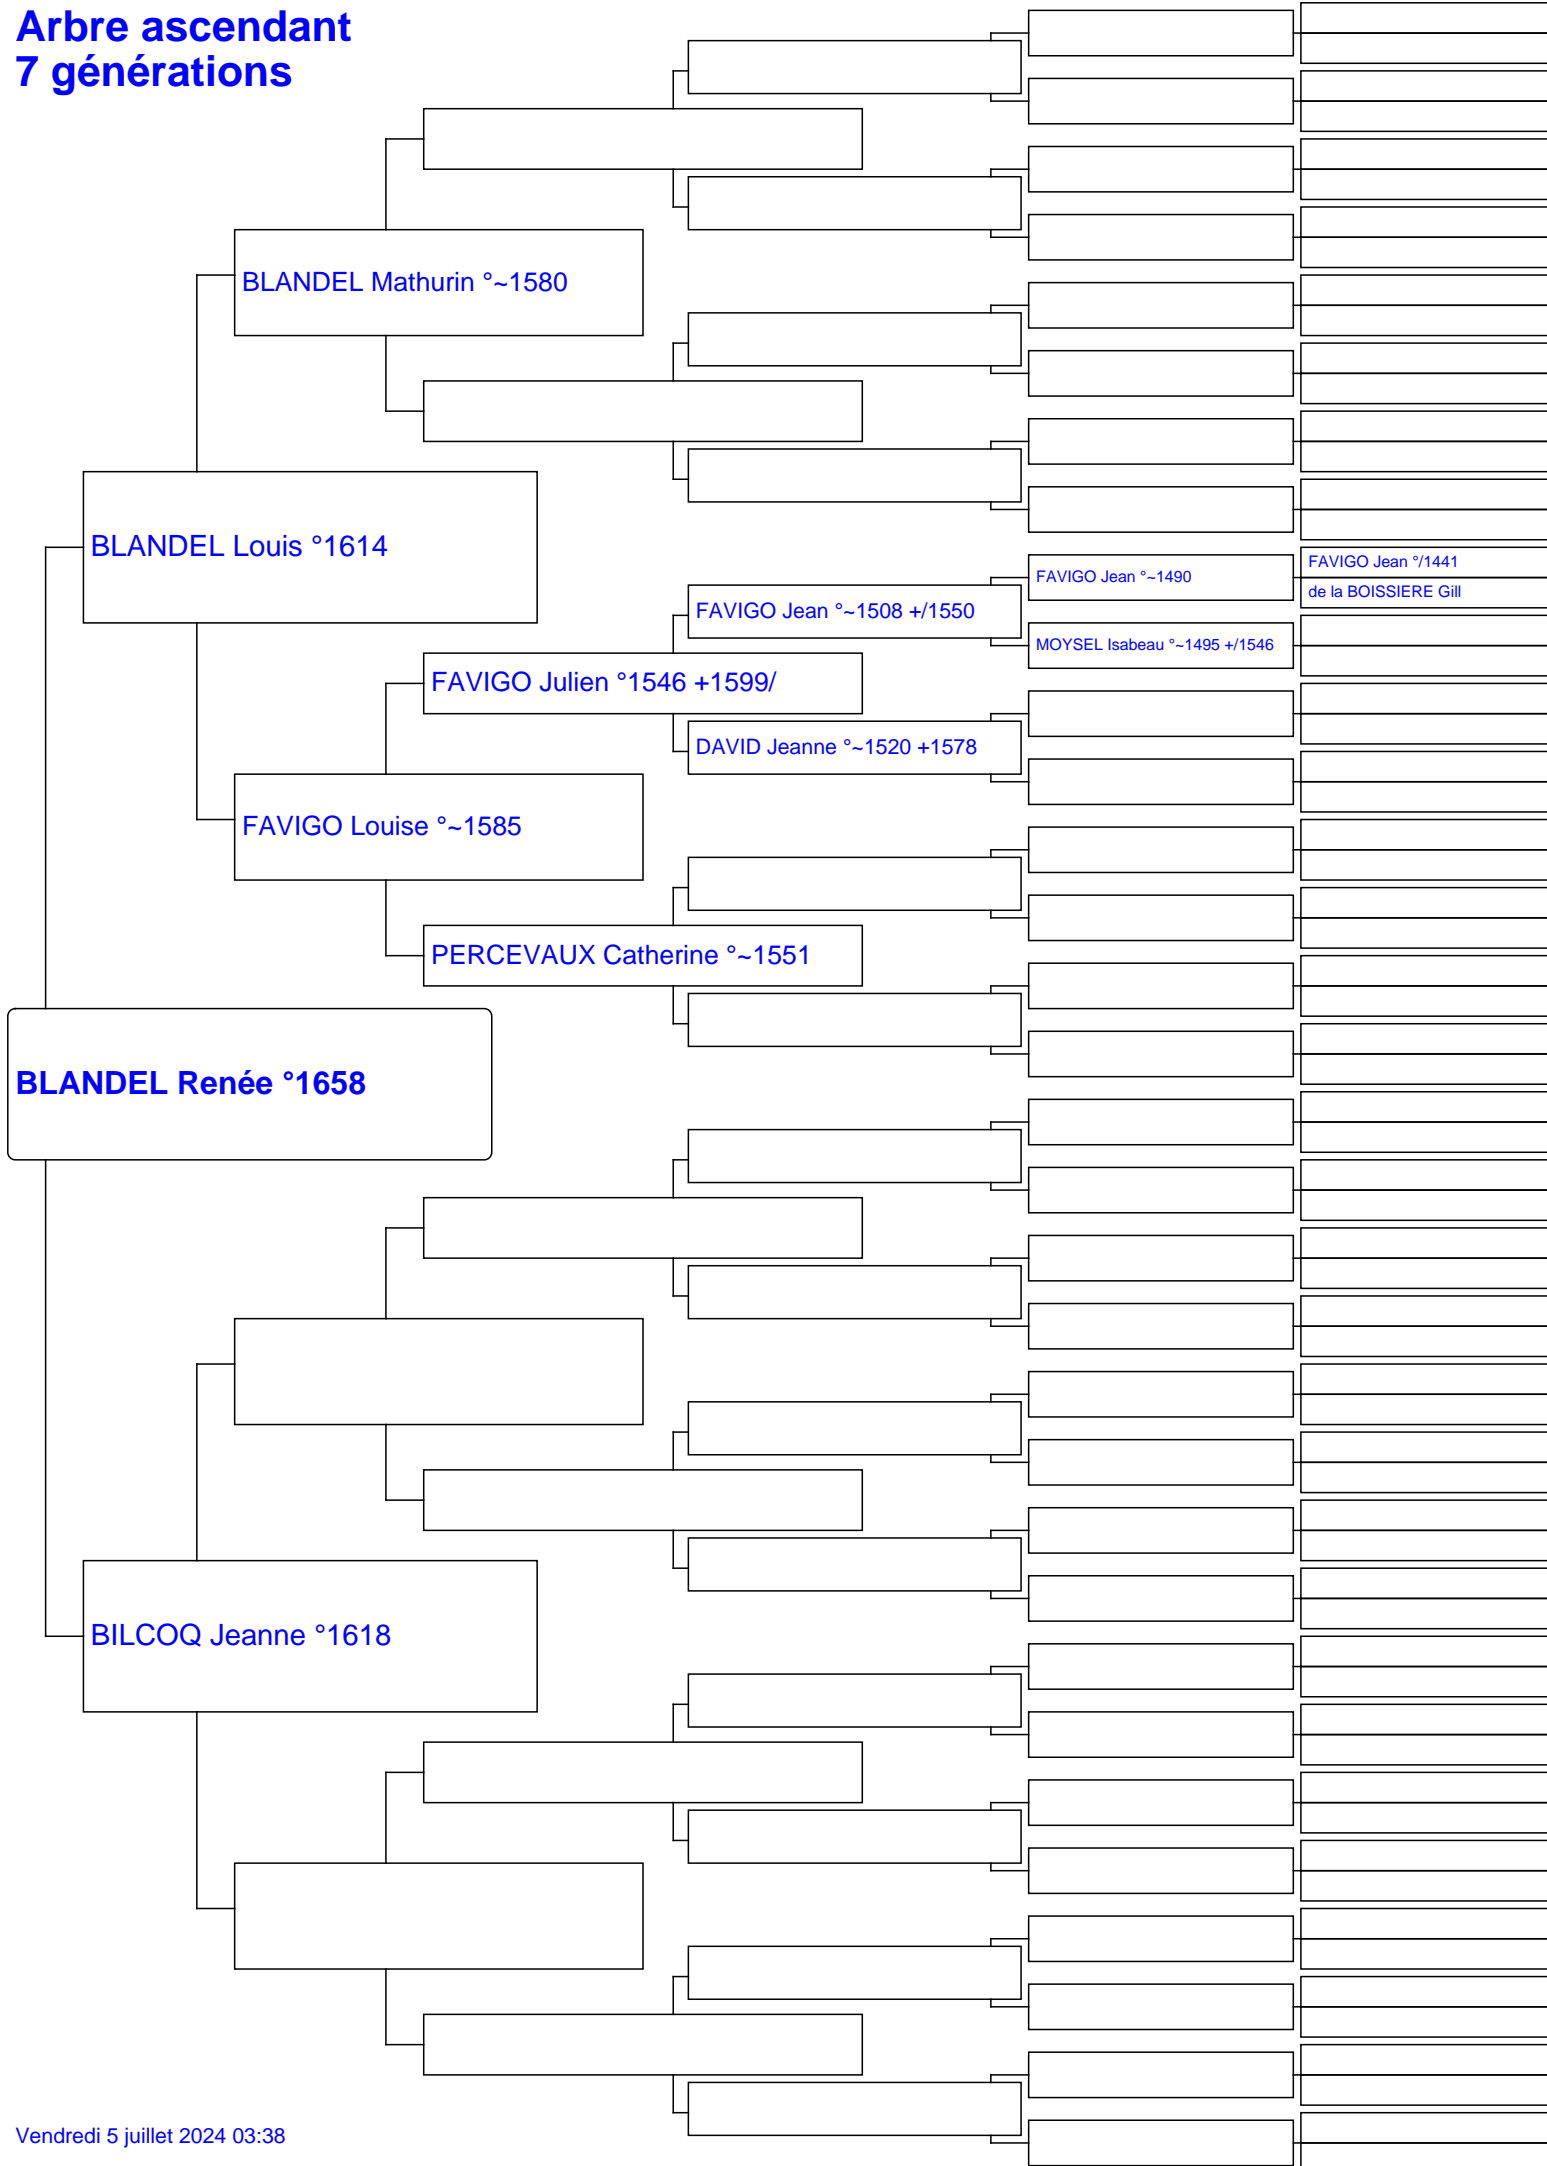 Arbre ascendant
7 générations
BLANDEL Mathurin °~1580
BLANDEL Louis °1614
FAVIGO Jean °/1441
FAVIGO Jean °~1490
de la BOISSIERE Gill
FAVIGO Jean °~1508 +/1550
MOYSEL Isabeau °~1495 +/1546
FAVIGO Julien °1546 +1599/
DAVID Jeanne °~1520 +1578
FAVIGO Louise °~1585
PERCEVAUX Catherine °~1551
BLANDEL Renée °1658
BILCOQ Jeanne °1618
Vendredi 5 juillet 2024 03:38